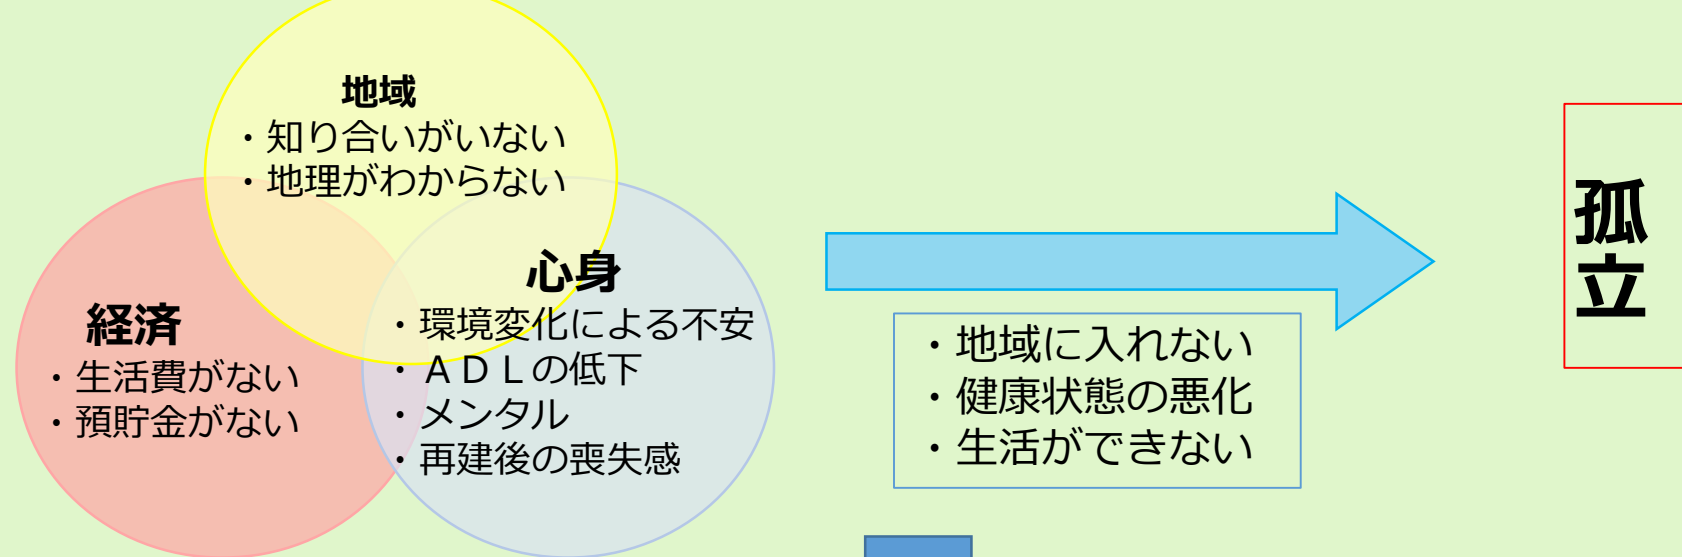 地域
・知り合いがいない
・地理がわからない
経済
・生活費がない
・預貯金がない
心身
・環境変化による不安
・ＡＤＬの低下
・メンタル
・再建後の喪失感
・地域に入れない
・健康状態の悪化
・生活ができない
孤立